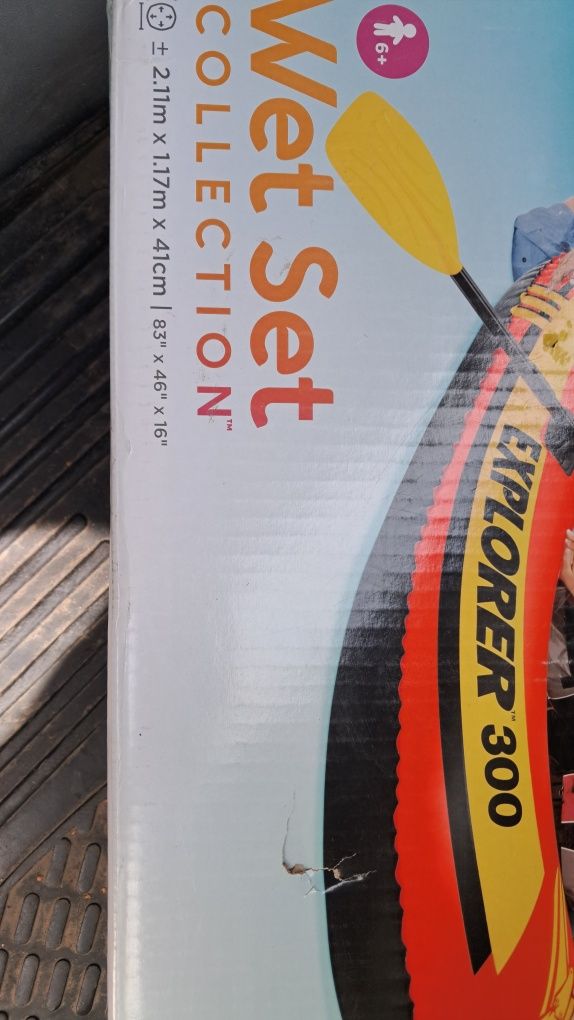 6+
Wet Set
COLLECTION™
± 2.11m x 1.17m x 41cm | 83" x 46" x 16"
EXPLORER™ 300